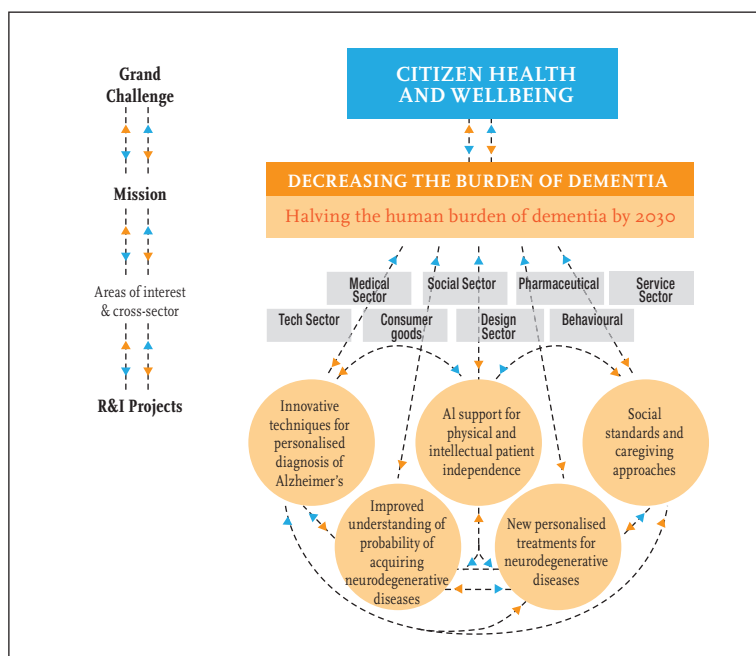 Grand
Challenge
Mission
Areas of interest
& cross-sector
R&I Projects
CITIZEN HEALTH
AND WELLBEING
DECREASING THE BURDEN OF DEMENTIA
Halving the human burden of dementia by 2030
Medical
Sector
Social Sector
Pharmaceutical
Service
Sector
Tech Sector
Consumer
goods
Design
Sector
Behavioural
Innovative
techniques for
personalised
diagnosis of
Alzheimer's
AI support for
physical and
intellectual patient
independence
Social
standards and
caregiving
approaches
Improved
understanding of
probability of
acquiring
neurodegenerative
diseases
New personalised
treatments for
neurodegenerative
diseases